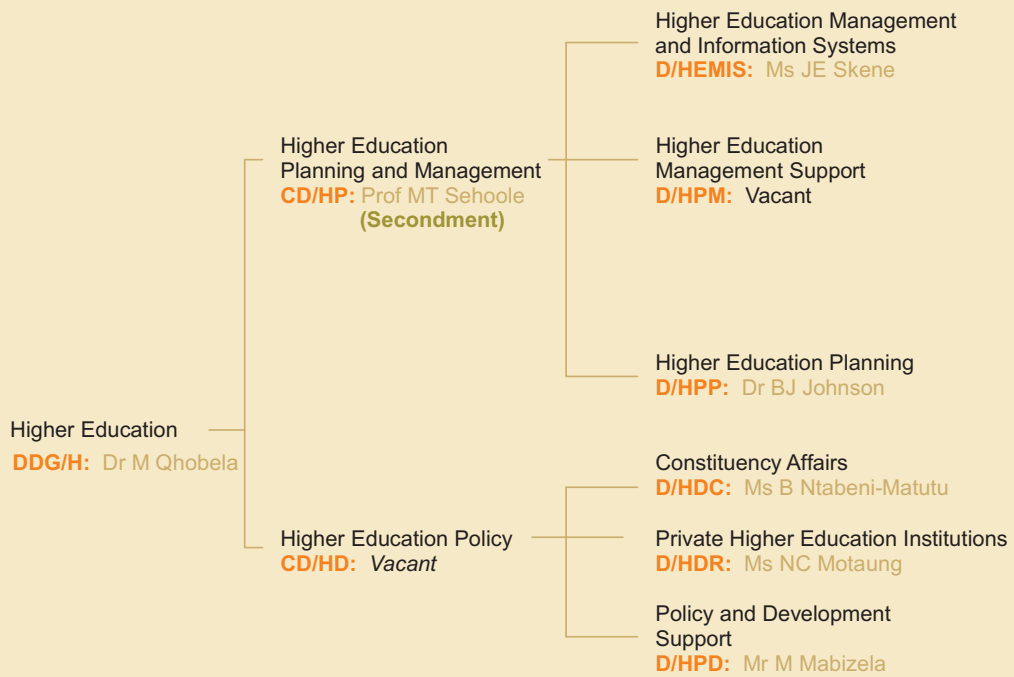 Higher Education Management
and Information Systems
D/HEMIS: Ms JE Skene
Higher Education
Planning and Management
CD/HP: Prof MT Sehoole
(Secondment)
Higher Education
Management Support
D/HPM: Vacant
Higher Education Planning
D/HPP: Dr BJ Johnson
Higher Education
DDG/H: Dr M Qhobela
Constituency Affairs
D/HDC: Ms B Ntabeni-Matutu
Higher Education Policy
CD/HD: Vacant
Private Higher Education Institutions
D/HDR: Ms NC Motaung
Policy and Development
Support
D/HPD: Mr M Mabizela